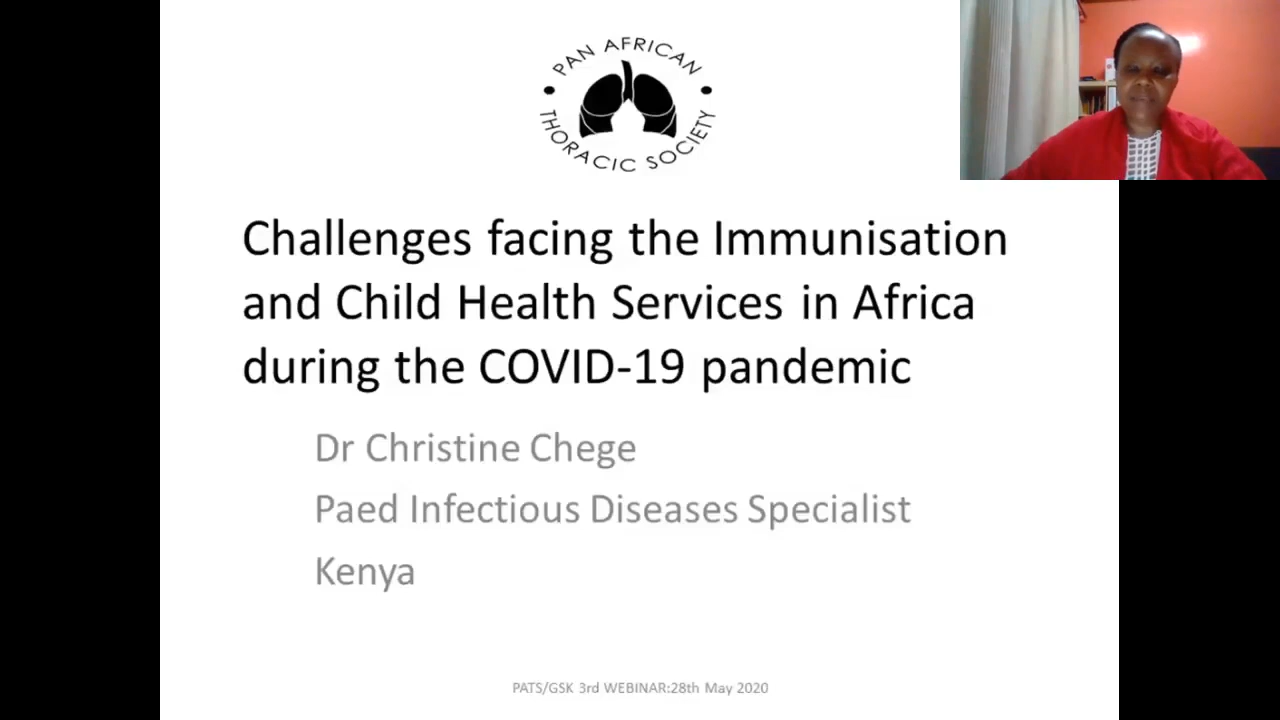 PAN AFRICAN
THORACIC SOCIETY
Challenges facing the Immunisation
and Child Health Services in Africa
during the COVID-19 pandemic
Dr Christine Chege
Paed Infectious Diseases Specialist
Kenya
PATS/GSK 3rd WEBINAR:28th May 2020